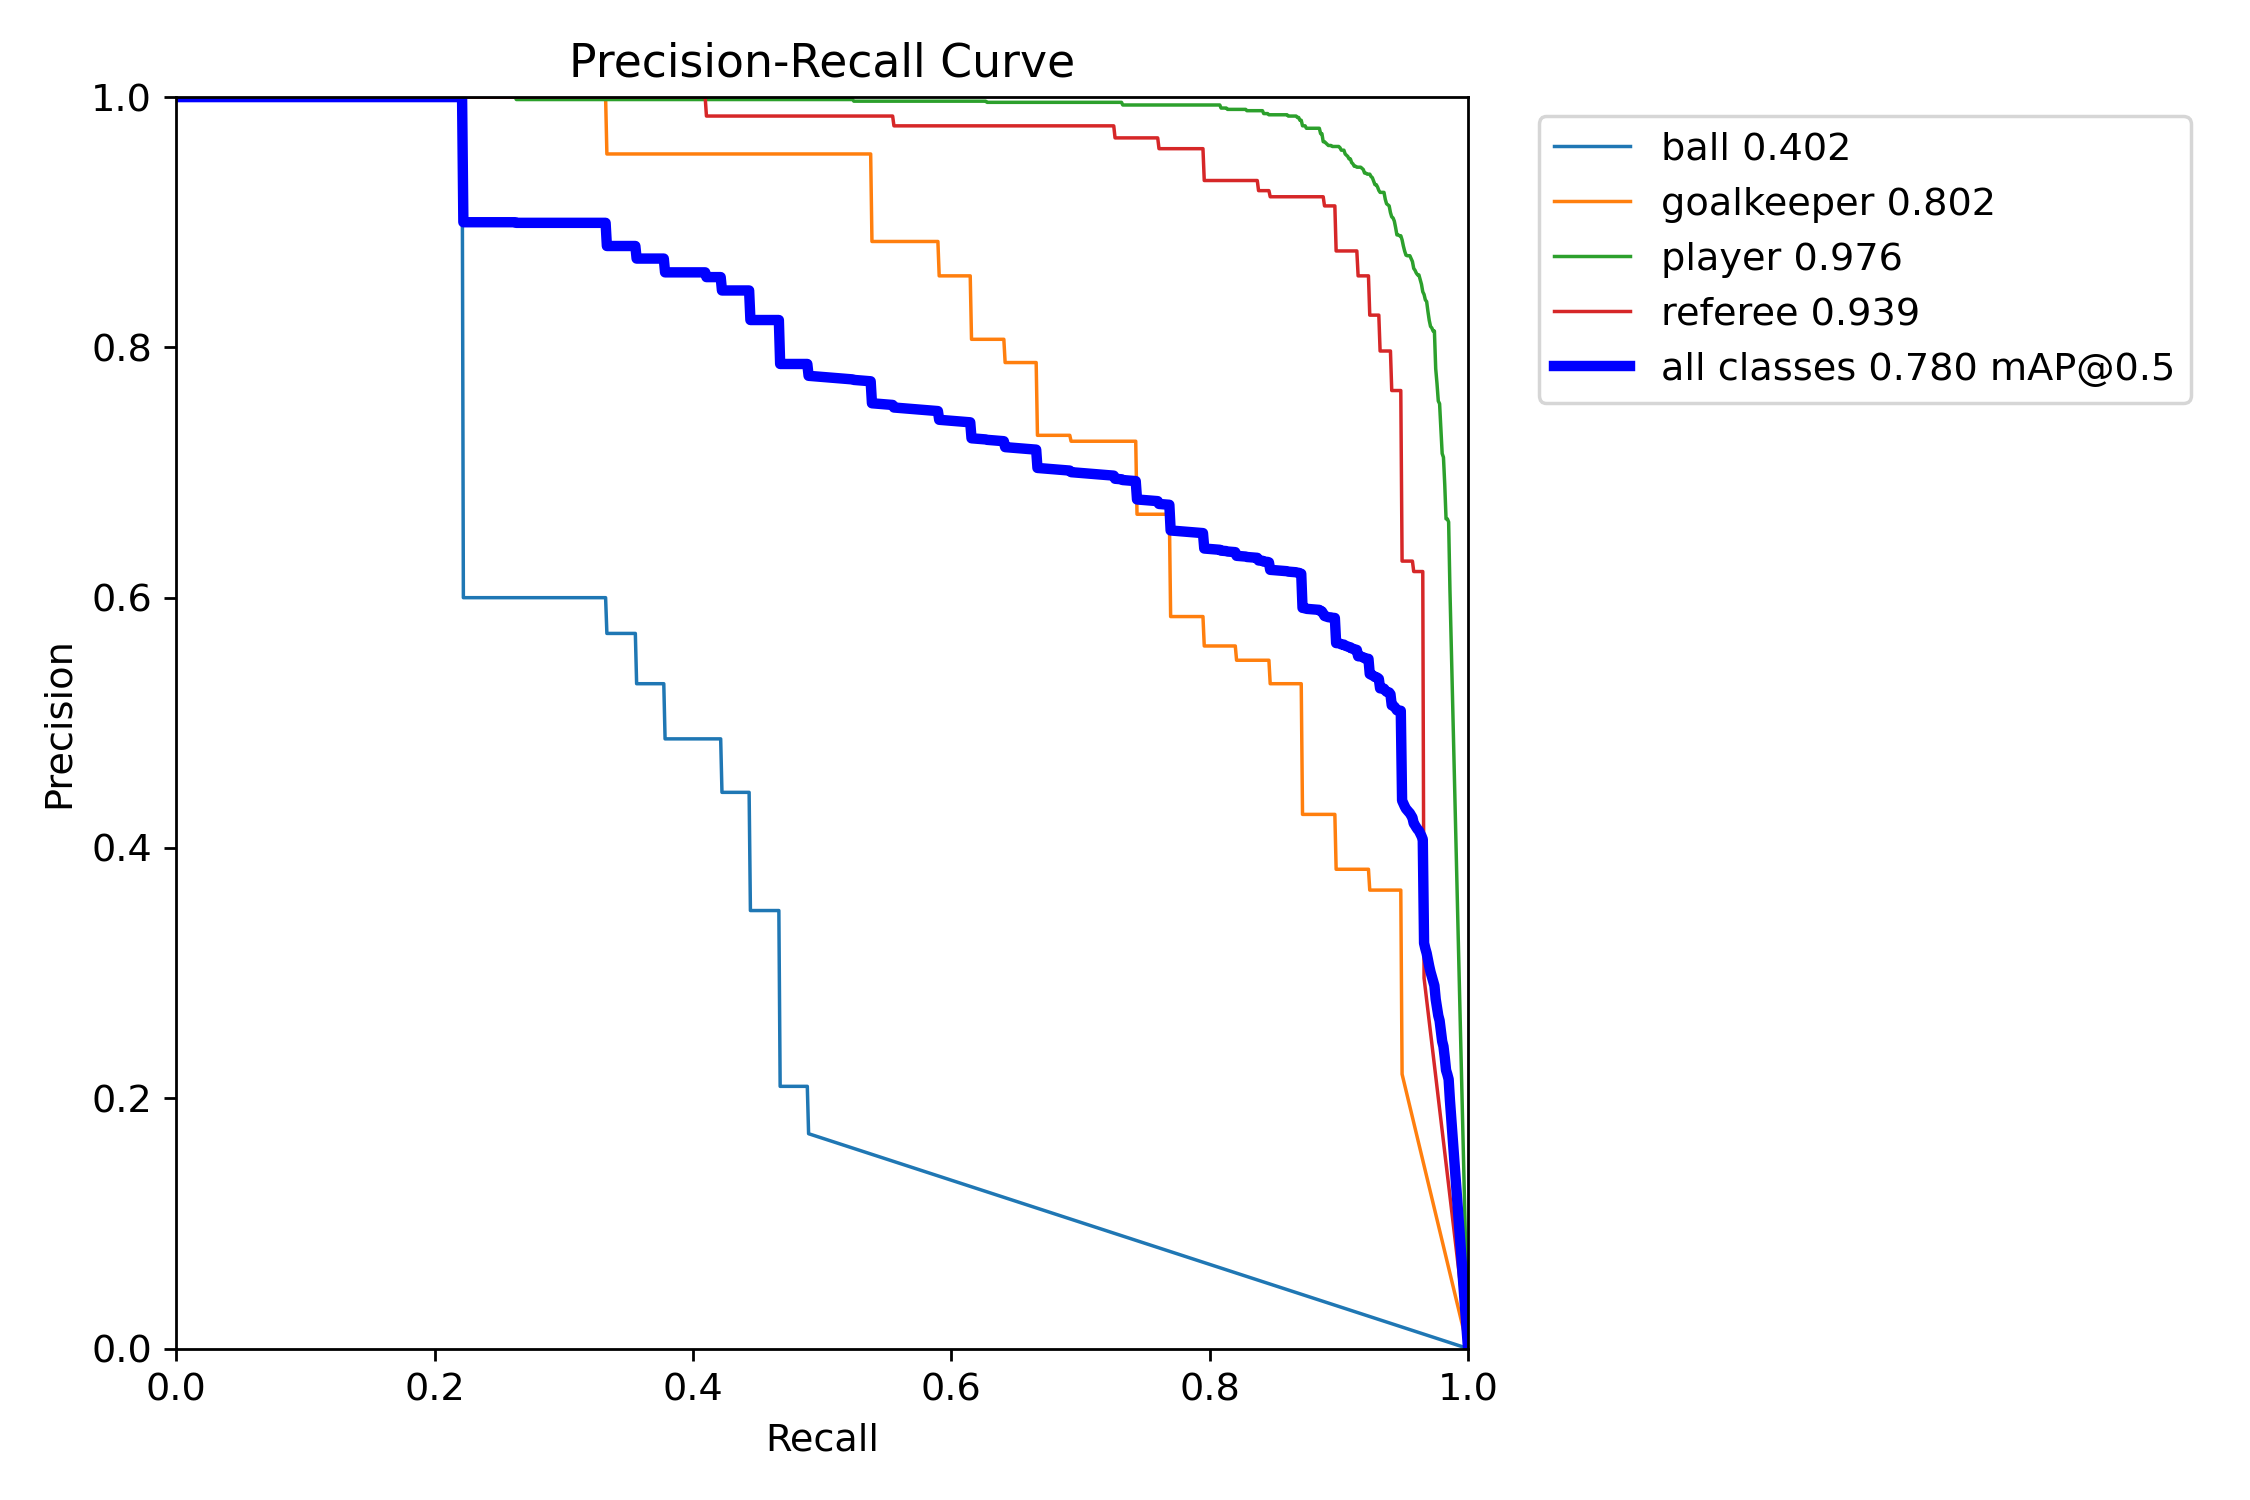 Precision-Recall Curve
1.0
0.8
0.6
0.4
0.2
0.0
Precision
0.0 0.2 0.4 0.6 0.8 1.0
Recall
ball 0.402
goalkeeper 0.802
player 0.976
referee 0.939
all classes 0.780 mAP@0.5